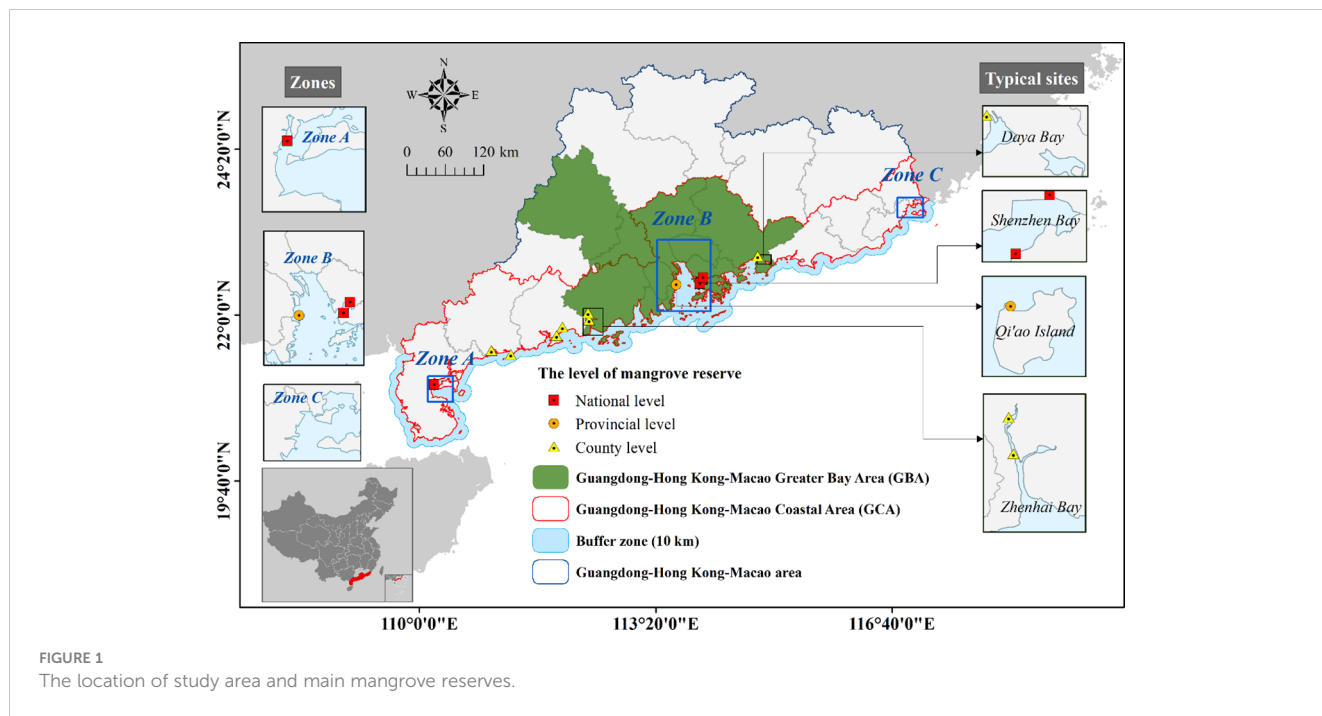 Zones
Zone A
Zone B
Zone C
N
W
E
S
0 60 120 km
24°20'0"N
22°0'0"N
19°40'0"N
Zone A
Zone B
Zone C
Typical sites
Daya Bay
Shenzhen Bay
Qi'ao Island
Zhenhai Bay
The level of mangrove reserve
National level
Provincial level
County level
Guangdong-Hong Kong-Macao Greater Bay Area (GBA)
Guangdong-Hong Kong-Macao Coastal Area (GCA)
Buffer zone (10 km)
Guangdong-Hong Kong-Macao area
110°0'0"E
113°20'0"E
116°40'0"E
FIGURE 1
The location of study area and main mangrove reserves.